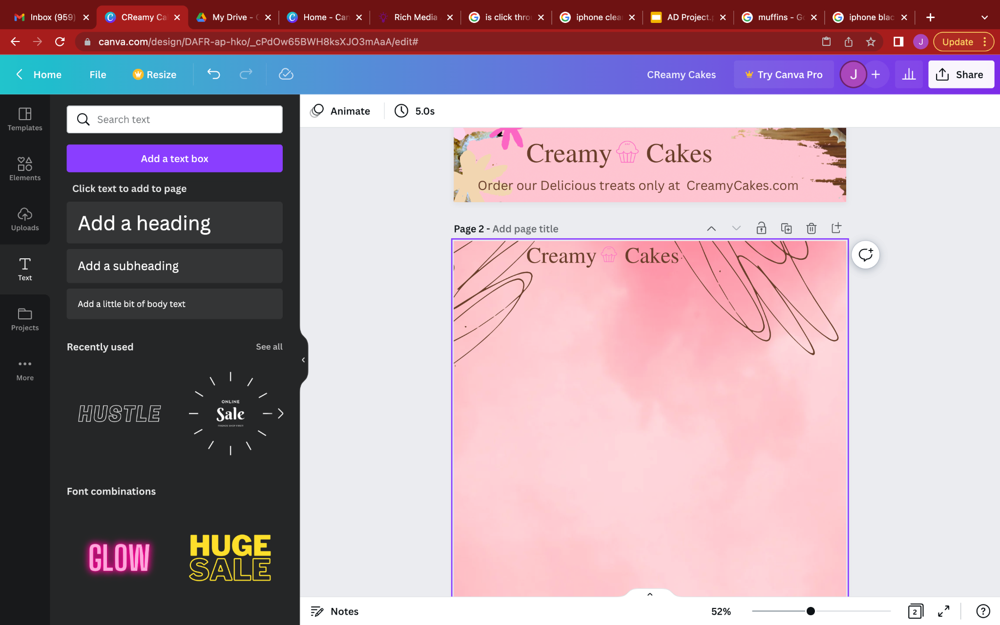 Inbox (959)
CReamy Ca
My Drive -
Home - Can
Rich Media
is click thro
iphone clea
AD Project.p
muffins - Go
iphone blac
canva.com/design/DAFR-ap-hko/_cPdOw65BWH8ksXJO3mAaA/edit#
J
Update
Home
File
Resize
CReamy Cakes
Try Canva Pro
J
Share
Templates
Elements
Uploads
Text
Projects
More
Search text
Add a text box
Click text to add to page
Add a heading
Add a subheading
Add a little bit of body text
Recently used
See all
HUSTLE
ONLINE
Sale
FRIENDS SHOP FIRST!
Font combinations
GLOW
HUGE
SALE
Animate
5.0s
Creamy Cakes
Order our Delicious treats only at CreamyCakes.com
Page 2 - Add page title
Creamy Cakes
Notes
52%
2